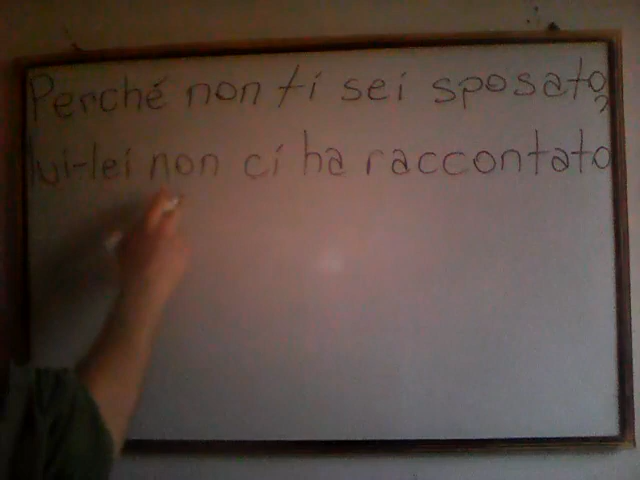 Perché non ti sei sposato?
lui-lei non ci ha raccontato